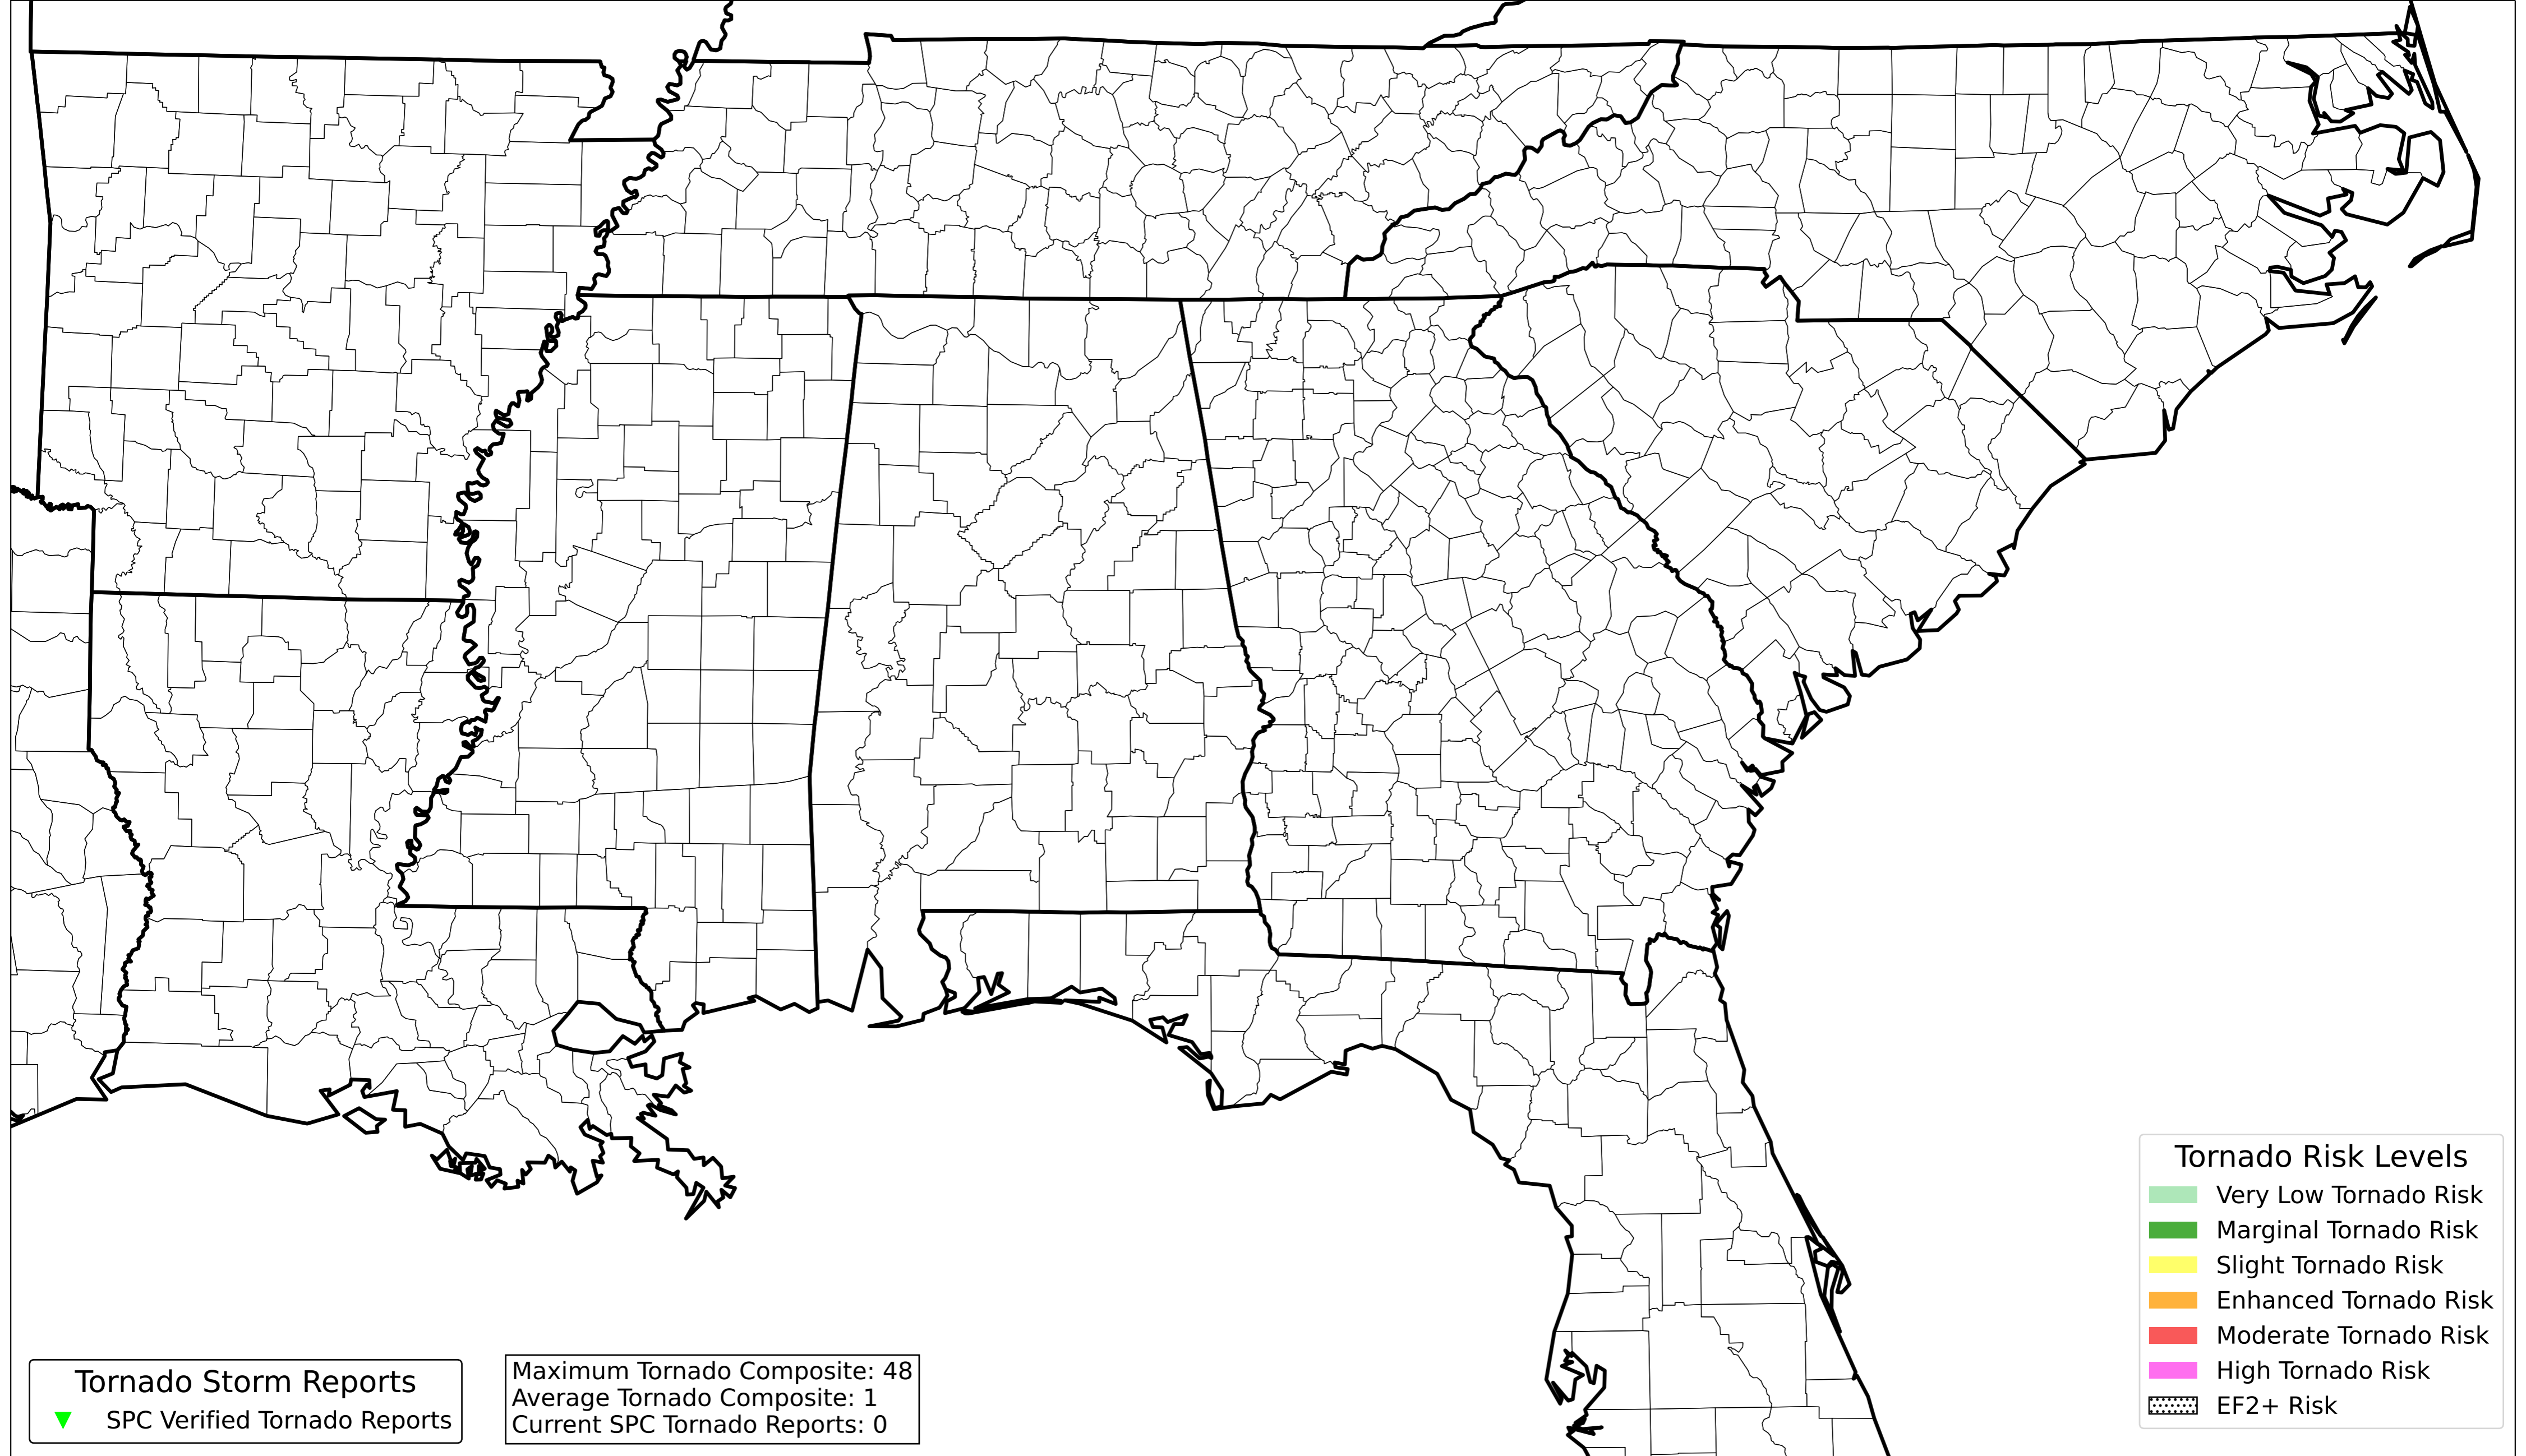 Tornado Storm Reports
SPC Verified Tornado Reports
Maximum Tornado Composite: 48
Average Tornado Composite: 1
Current SPC Tornado Reports: 0
Tornado Risk Levels
Very Low Tornado Risk
Marginal Tornado Risk
Slight Tornado Risk
Enhanced Tornado Risk
Moderate Tornado Risk
High Tornado Risk
EF2+ Risk